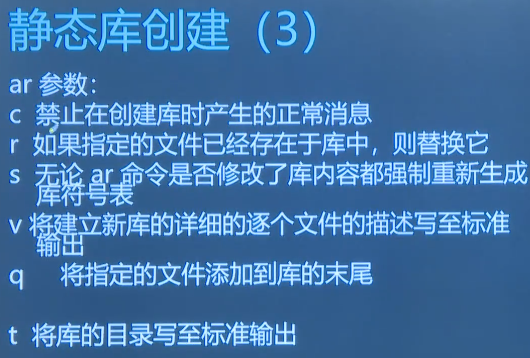 静态库创建（3）
ar 参数：
c 禁止在创建库时产生的正常消息
r 如果指定的文件已经存在于库中，则替换它
s 无论 ar 命令是否修改了库内容都强制重新生成
库符号表
v 将建立新库的详细的逐个文件的描述写至标准
输出
q 将指定的文件添加到库的末尾
t 将库的目录写至标准输出